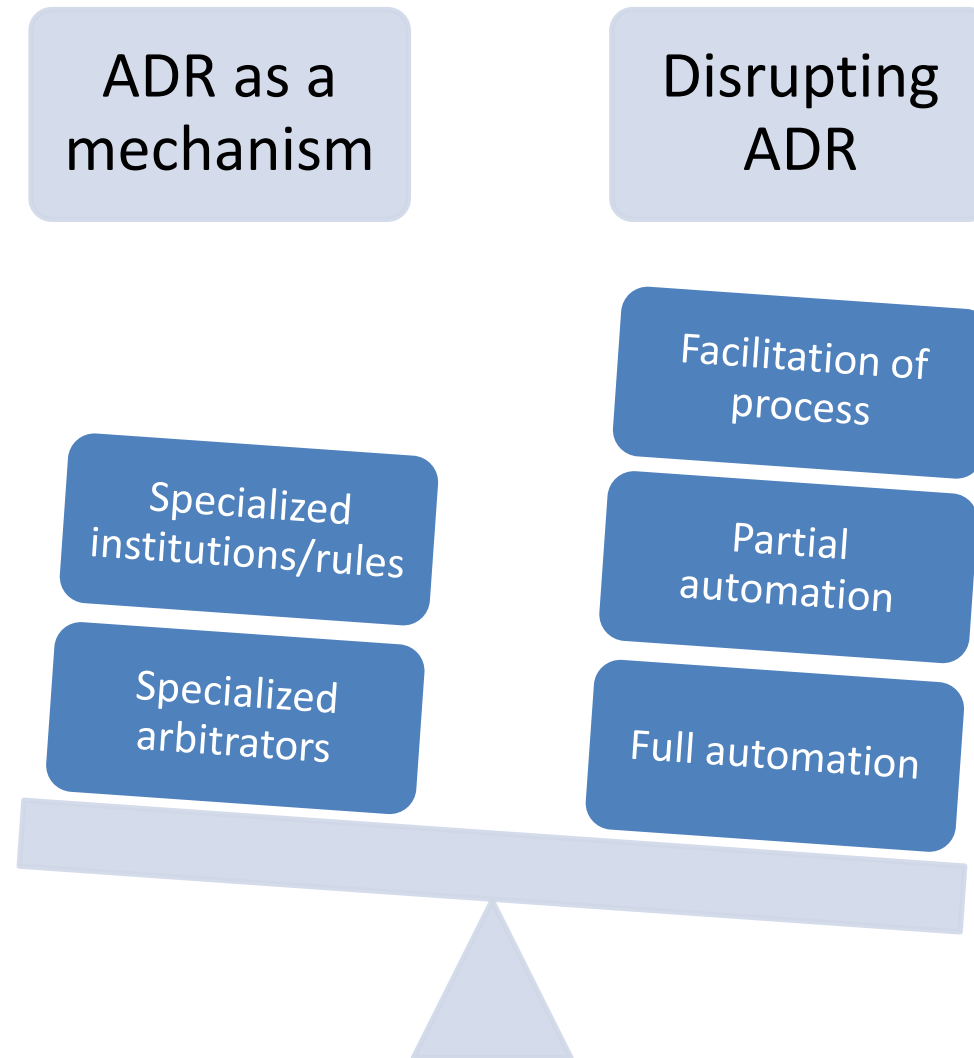 ADR as a
mechanism
Disrupting
ADR
Specialized
institutions/rules
Specialized
arbitrators
Facilitation of
process
Partial
automation
Full automation